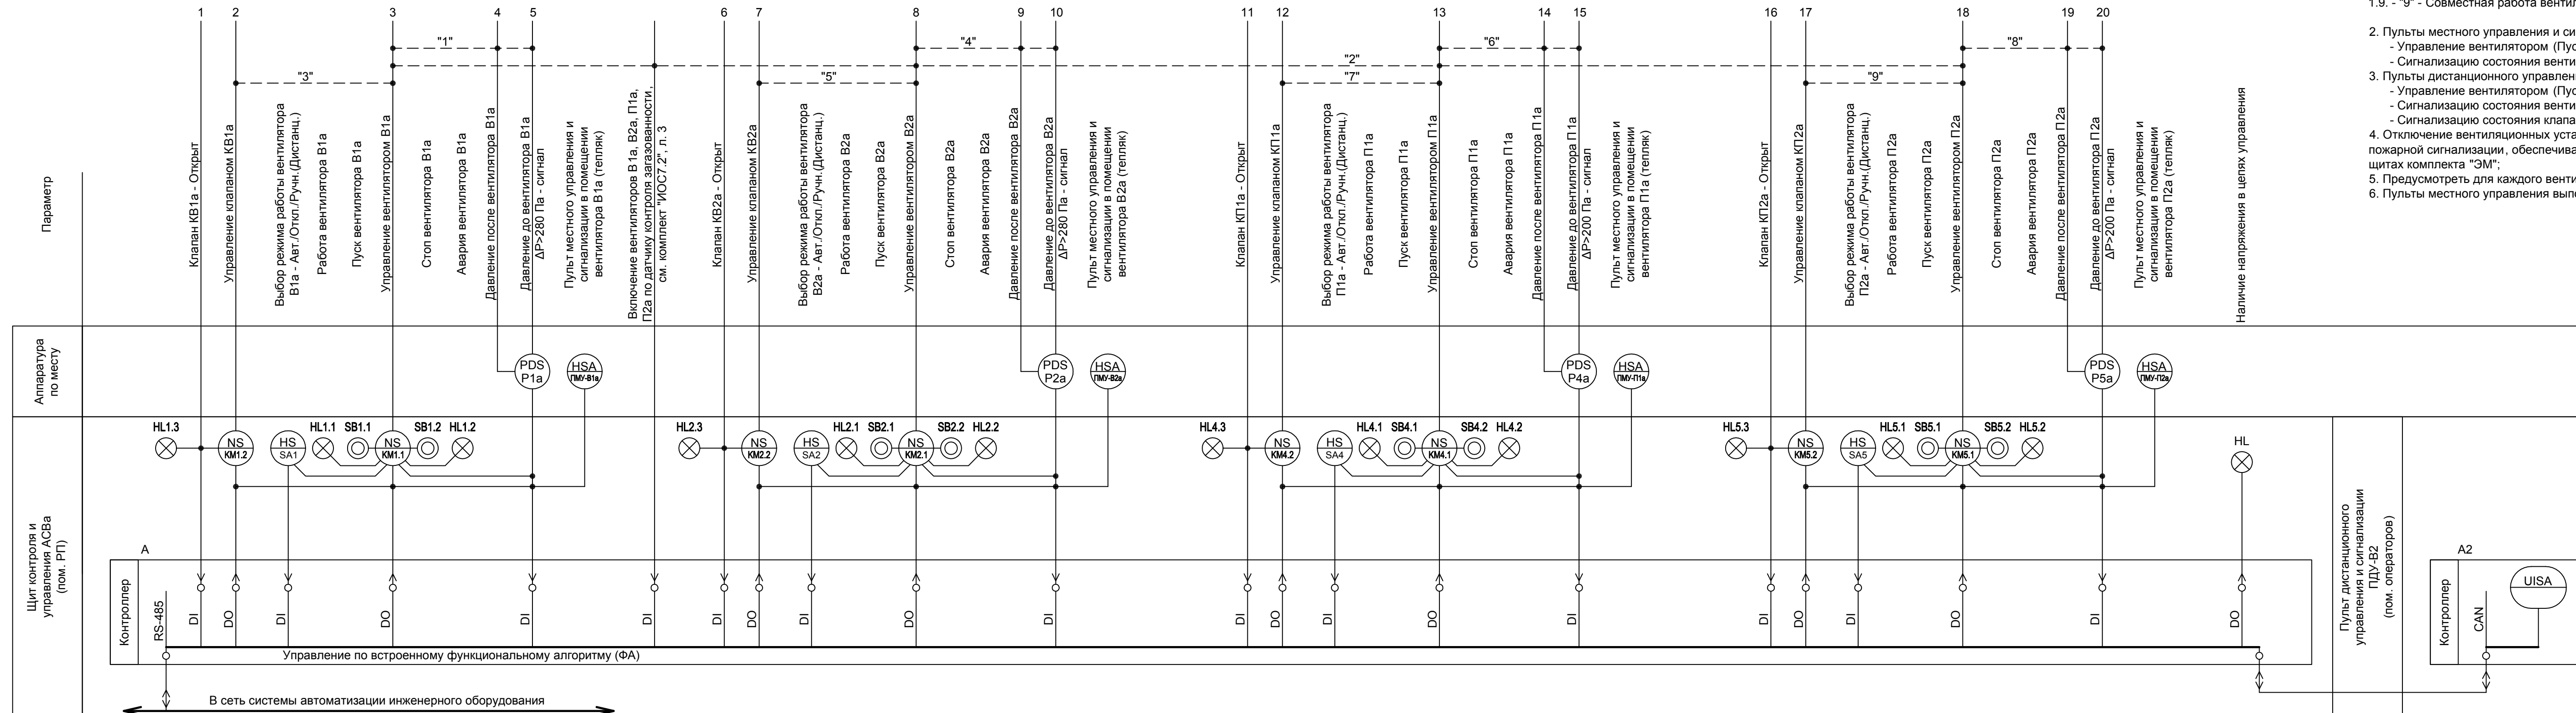 1 2 3 4 5 6 7 8 9 10 11 12 13 14 15 16 17 18 19 20
"1" "4" "6" "8"
"2"
"3" "5" "7" "9"
1.9. - "9" - Совместная работа
2. Пульты местного управления и
- Управление вентилятором
- Сигнализацию состояния
3. Пульты дистанционного
- Управление вентилятором
- Сигнализацию состояния
- Сигнализацию состояния
4. Отключение вентиляционных
пожарной сигнализации,
щитах комплекта "ЭМ";
5. Предусмотреть для каждого
6. Пульты местного управления
Параметр
Клапан КВ1а - Открыт
Управление клапаном КВ1а
Выбор режима работы вентилятора
В1а - Авт./Откл./Ручн.(Дистанц.)
Работа вентилятора В1а
Пуск вентилятора В1а
Управление вентилятором В1а
Стоп вентилятора В1а
Авария вентилятора В1а
Давление после вентилятора В1а
Давление до вентилятора В1а
ΔР>280 Па - сигнал
Пульт местного управления и
сигнализации в помещении
вентилятора В1а (тепляк)
Включение вентиляторов В1а, В2а, П1а,
П2а по датчику контроля загазованности,
см. комплект "ИОС7.2", л. 3
Клапан КВ2а - Открыт
Управление клапаном КВ2а
Выбор режима работы вентилятора
В2а - Авт./Откл./Ручн.(Дистанц.)
Работа вентилятора В2а
Пуск вентилятора В2а
Управление вентилятором В2а
Стоп вентилятора В2а
Авария вентилятора В2а
Давление после вентилятора В2а
Давление до вентилятора В2а
ΔР>280 Па - сигнал
Пульт местного управления и
сигнализации в помещении
вентилятора В2а (тепляк)
Клапан КП1а - Открыт
Управление клапаном КП1а
Выбор режима работы вентилятора
П1а - Авт./Откл./Ручн.(Дистанц.)
Работа вентилятора П1а
Пуск вентилятора П1а
Управление вентилятором П1а
Стоп вентилятора П1а
Авария вентилятора П1а
Давление после вентилятора П1а
Давление до вентилятора П1а
ΔР>200 Па - сигнал
Пульт местного управления и
сигнализации в помещении
вентилятора П1а (тепляк)
Клапан КП2а - Открыт
Управление клапаном КП2а
Выбор режима работы вентилятора
П2а - Авт./Откл./Ручн.(Дистанц.)
Работа вентилятора П2а
Пуск вентилятора П2а
Управление вентилятором П2а
Стоп вентилятора П2а
Авария вентилятора П2а
Давление после вентилятора П2а
Давление до вентилятора П2а
ΔР>200 Па - сигнал
Пульт местного управления и
сигнализации в помещении
вентилятора П2а (тепляк)
Наличие напряжения в цепях управления
Аппаратура
по месту
PDS
P1a
HSA
ПМУ-В1а
PDS
P2a
HSA
ПМУ-В2а
PDS
P4a
HSA
ПМУ-П1а
PDS
P5a
HSA
ПМУ-П2а
Щит контроля и
управления АСВа
(пом. РП)
HL1.3 HL1.1 SB1.1 SB1.2 HL1.2
NS
KM1.2
HS
SA1
NS
KM1.1
HL2.3 HL2.1 SB2.1 SB2.2 HL2.2
NS
KM2.2
HS
SA2
NS
KM2.1
HL4.3 HL4.1 SB4.1 SB4.2 HL4.2
NS
KM4.2
HS
SA4
NS
KM4.1
HL5.3 HL5.1 SB5.1 SB5.2 HL5.2
NS
KM5.2
HS
SA5
NS
KM5.1
HL
A
Контроллер
RS-485
DI DO DI DO DI DI DI DO DI DO DI DI DO DI DO DI DI DO DI DO DI DO
Управление по встроенному функциональному алгоритму (ФА)
В сеть системы автоматизации инженерного оборудования
Пульт дистанционного
управления и сигнализации
ПДУ-В2
(пом. операторов)
A2
Контроллер
CAN
UISA